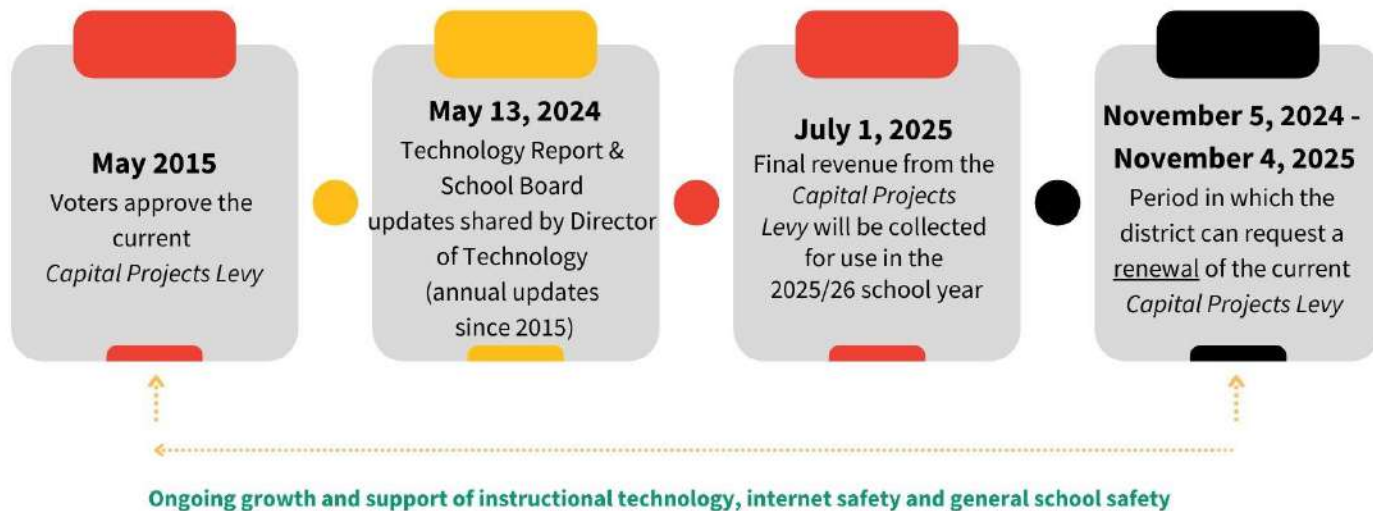 May 2015
Voters approve the
current
Capital Projects Levy
May 13, 2024
Technology Report &
School Board
updates shared by Director
of Technology
(annual updates
since 2015)
July 1, 2025
Final revenue from the
Capital Projects
Levy will be collected
for use in the
2025/26 school year
November 5, 2024 -
November 4, 2025
Period in which the
district can request a
renewal of the current
Capital Projects Levy
Ongoing growth and support of instructional technology, internet safety and general school safety